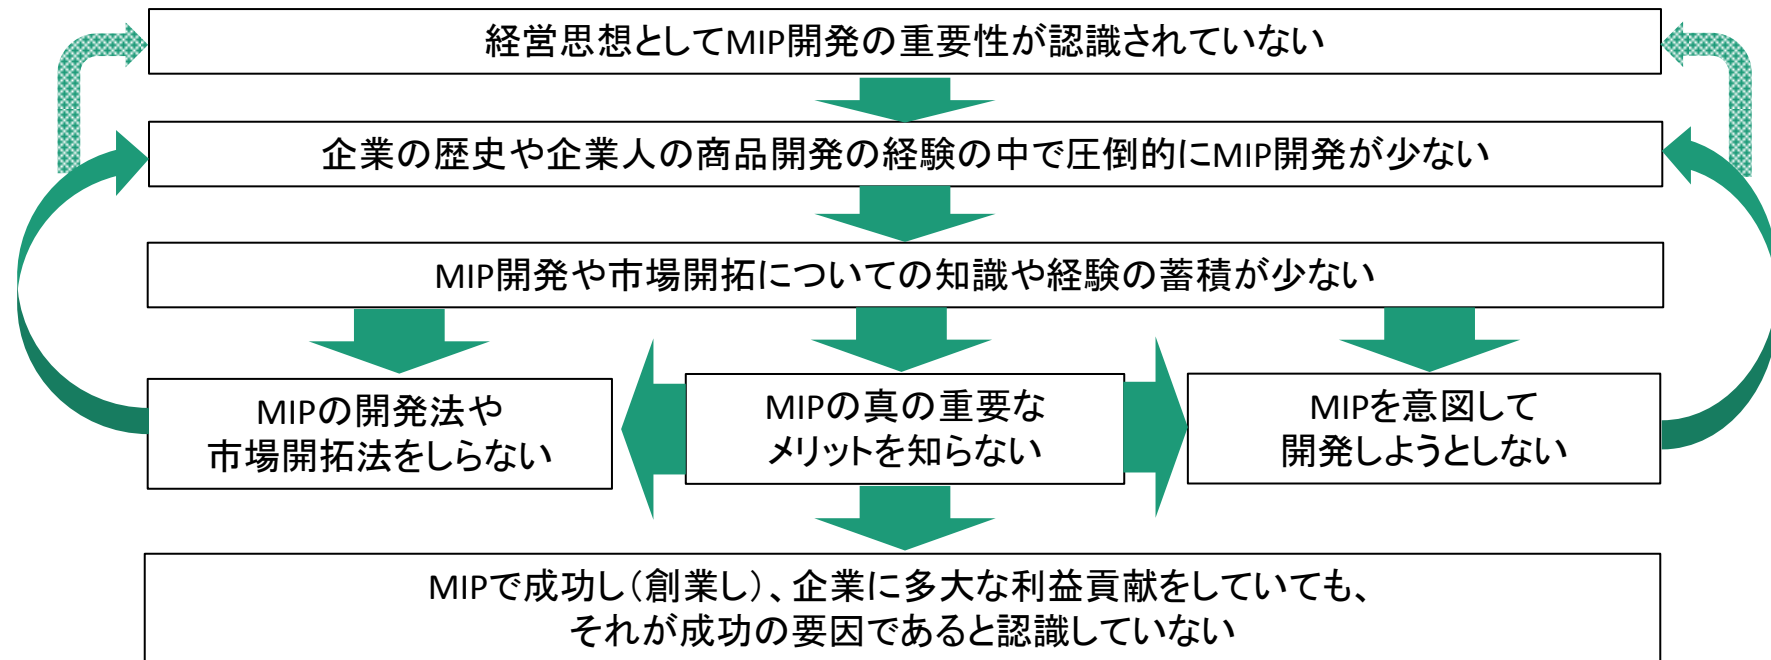 経営思想としてMIP開発の重要性が認識されていない
企業の歴史や企業人の商品開発の経験の中で圧倒的にMIP開発が少ない
MIP開発や市場開拓についての知識や経験の蓄積が少ない
MIPの開発法や
市場開拓法をしらない
MIPの真の重要な
メリットを知らない
MIPを意図して
開発しようとしない
MIPで成功し（創業し）、企業に多大な利益貢献をしていても、
それが成功の要因であると認識していない